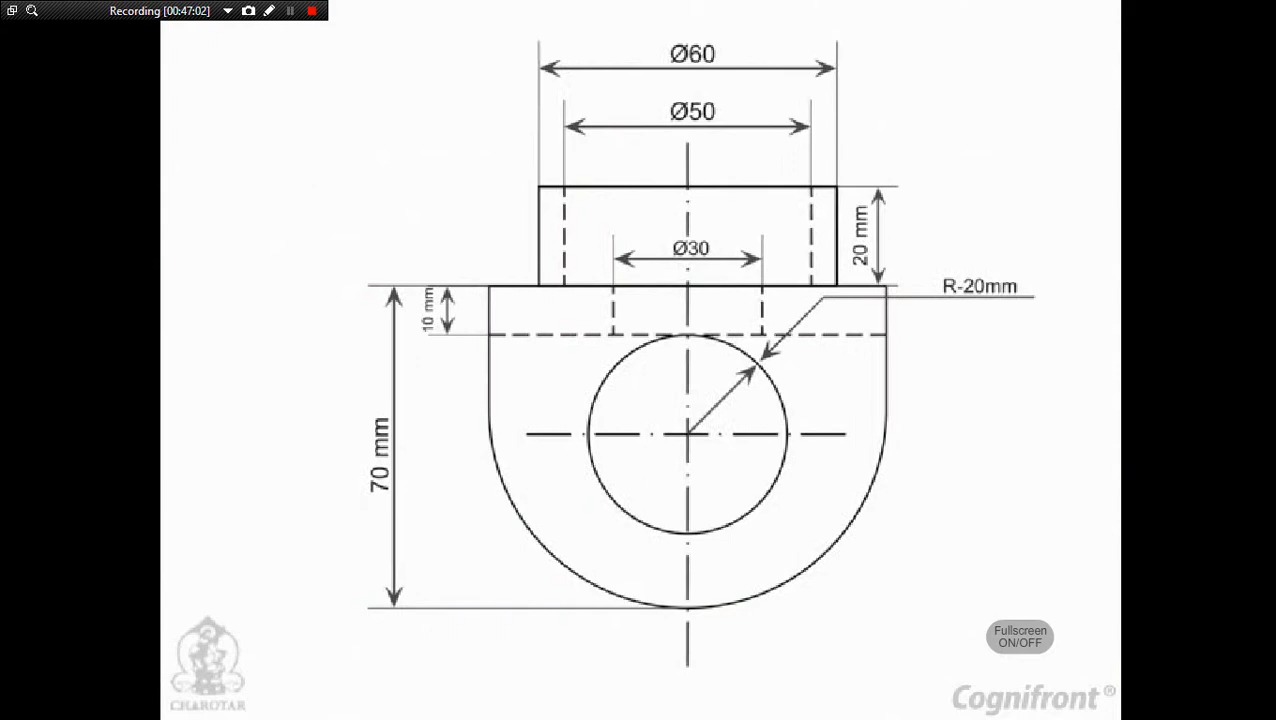 Recording [00:47:02]
Ø60
Ø50
20 mm
Ø30
R-20mm
10 mm
70 mm
Fullscreen
ON/OFF
CHAROTAR
Cognifront®